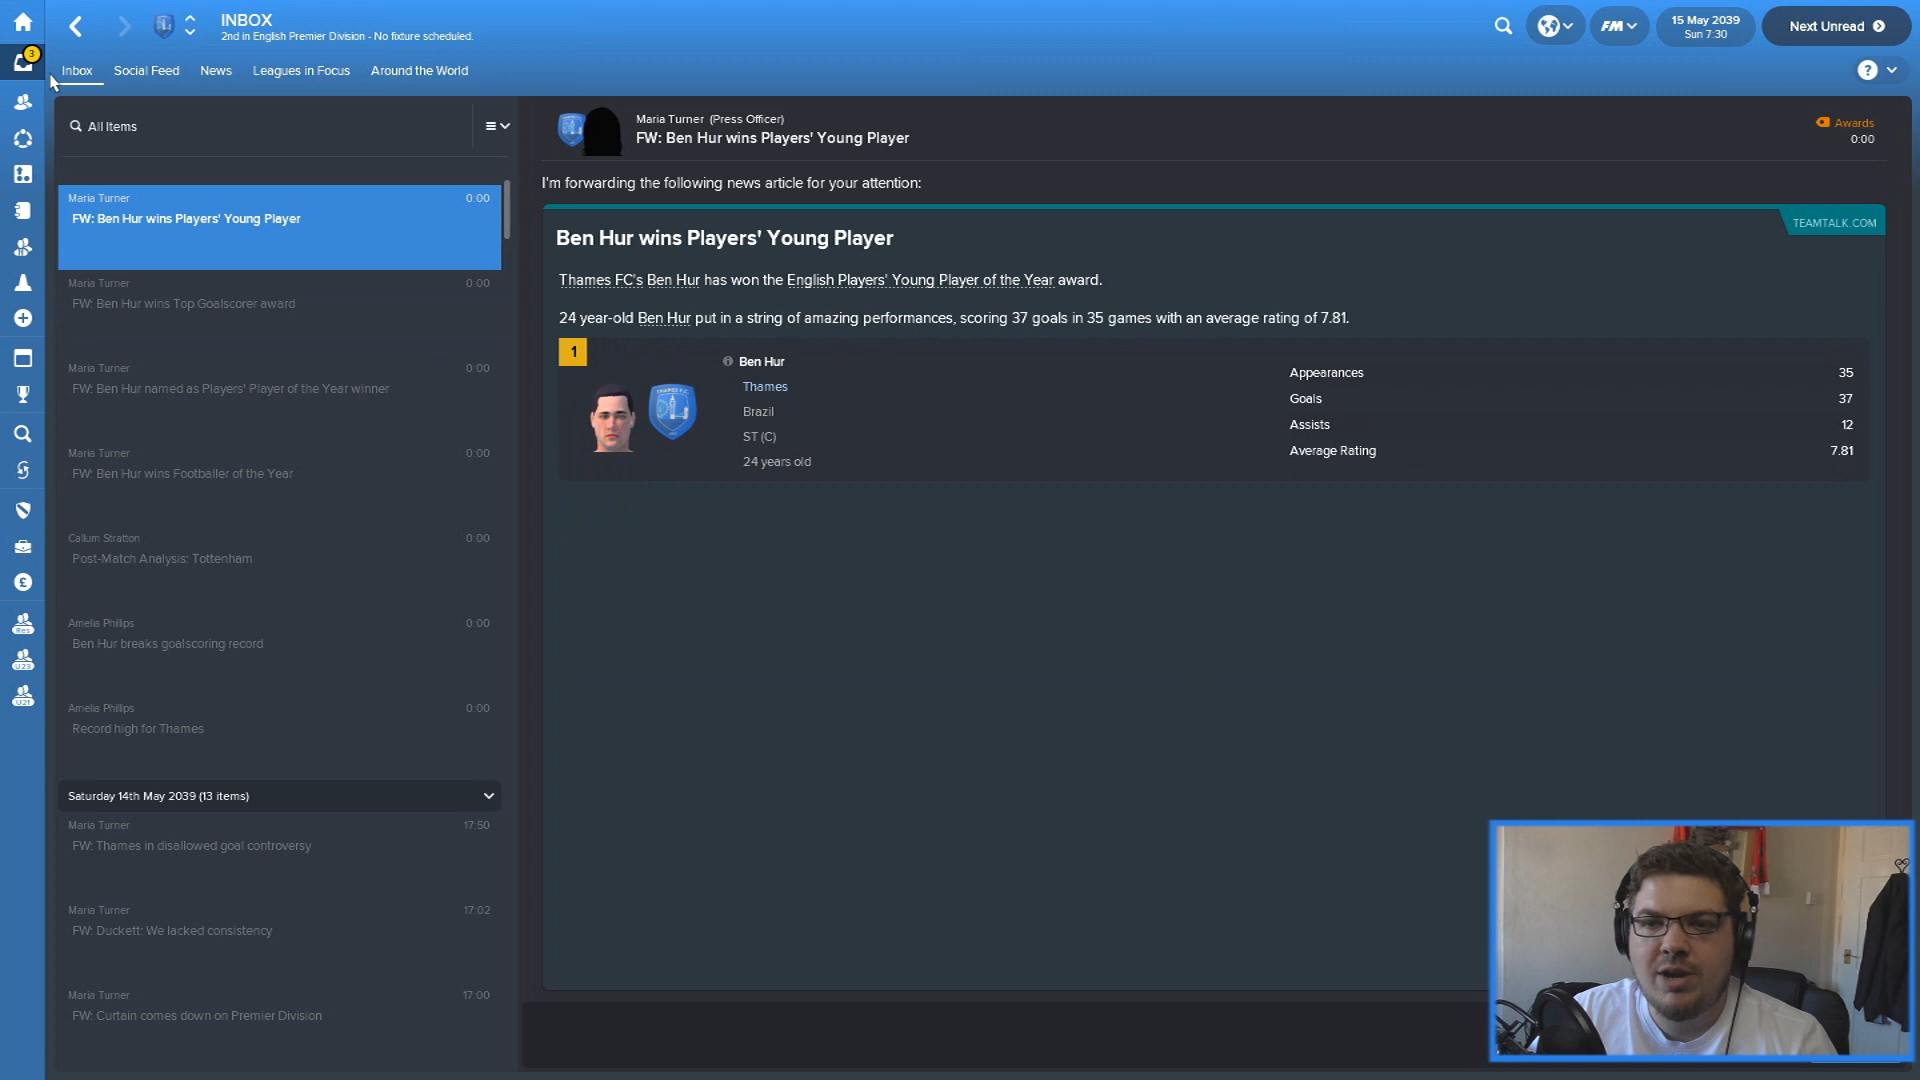 3
INBOX
2nd in English Premier Division - No fixture scheduled.
FM
15 May 2039
Sun 7:30
Next Unread
Inbox
Social Feed
News
Leagues in Focus
Around the World
?
All Items
Maria Turner
0:00
FW: Ben Hur wins Players' Young Player
Maria Turner
0:00
FW: Ben Hur wins Top Goalscorer award
Maria Turner
0:00
FW: Ben Hur named as Players' Player of the Year winner
Maria Turner
0:00
FW: Ben Hur wins Footballer of the Year
Callum Stratton
0:00
Post-Match Analysis: Tottenham
Amelia Phillips
0:00
Ben Hur breaks goalscoring record
Amelia Phillips
0:00
Record high for Thames
Saturday 14th May 2039 (13 items)
Maria Turner
17:50
FW: Thames in disallowed goal controversy
Maria Turner
17:02
FW: Duckett: We lacked consistency
Maria Turner
17:00
FW: Curtain comes down on Premier Division
£
Res
U23
U21
Maria Turner (Press Officer)
FW: Ben Hur wins Players' Young Player
Awards
0:00
I'm forwarding the following news article for your attention:
TEAMTALK.COM
Ben Hur wins Players' Young Player
Thames FC's Ben Hur has won the English Players' Young Player of the Year award.
24 year-old Ben Hur put in a string of amazing performances, scoring 37 goals in 35 games with an average rating of 7.81.
1
Ben Hur
Thames
Brazil
ST (C)
24 years old
Appearances
35
Goals
37
Assists
12
Average Rating
7.81